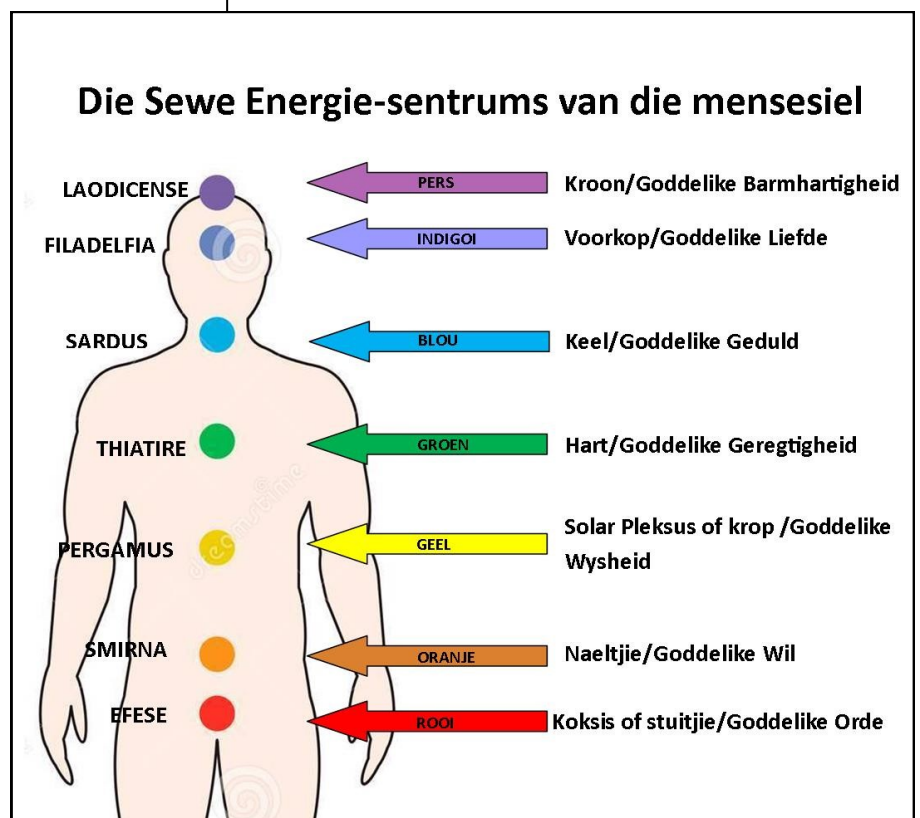 Die Sewe Energie-sentrums van die mensesiel
LAODICENSE
PERS
Kroon/Goddelike Barmhartigheid
FILADELFIA
INDIGOI
Voorkop/Goddelike Liefde
SARDUS
BLOU
Keel/Goddelike Geduld
THIATIRE
GROEN
Hart/Goddelike Geregtigheid
PERGAMUS
GEEL
Solar Pleksus of krop /Goddelike
Wysheid
SMIRNA
ORANJE
Naeltjie/Goddelike Wil
EFESE
ROOI
Koksis of stuitjie/Goddelike Orde
dreamstime